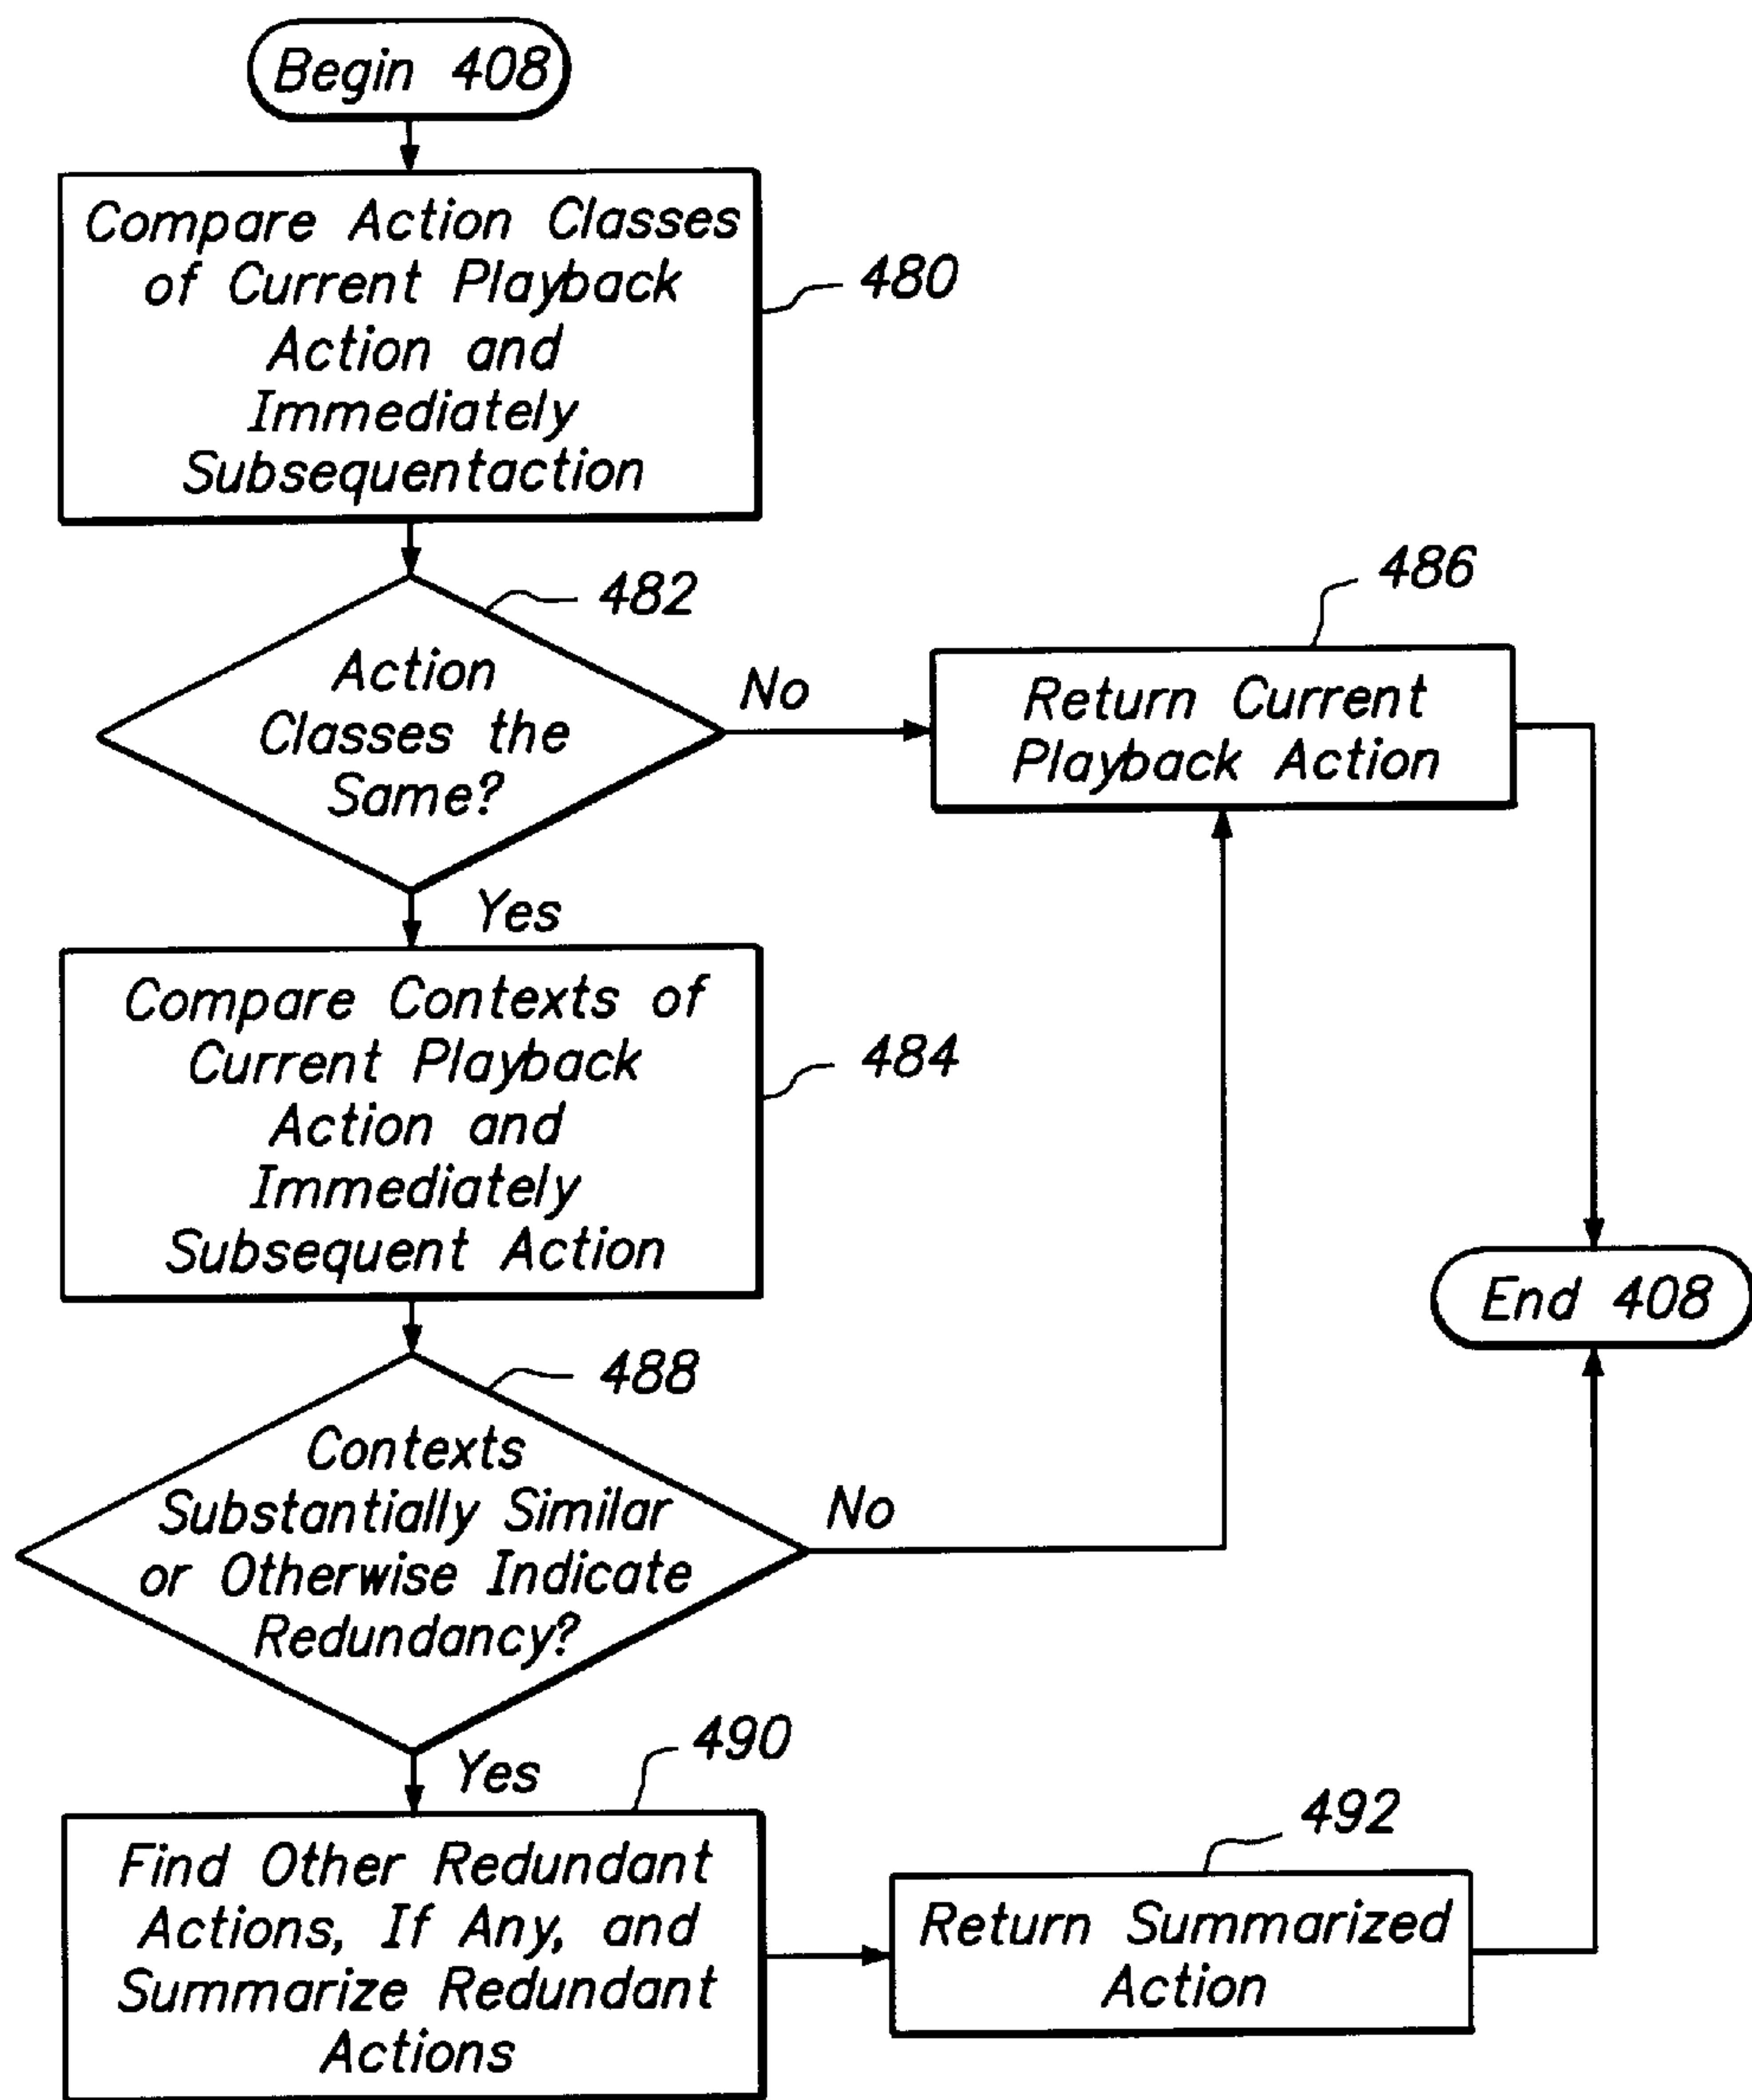 Begin 408
Compare Action Classes
of Current Playback
Action and
Immediately
Subsequentaction
480
482
Action
Classes the
Same?
No
486
Return Current
Playback Action
Yes
Compare Contexts of
Current Playback
Action and
Immediately
Subsequent Action
484
End 408
488
Contexts
Substantially Similar
or Otherwise Indicate
Redundancy?
No
Yes
490
Find Other Redundant
Actions, If Any, and
Summarize Redundant
Actions
492
Return Summarized
Action